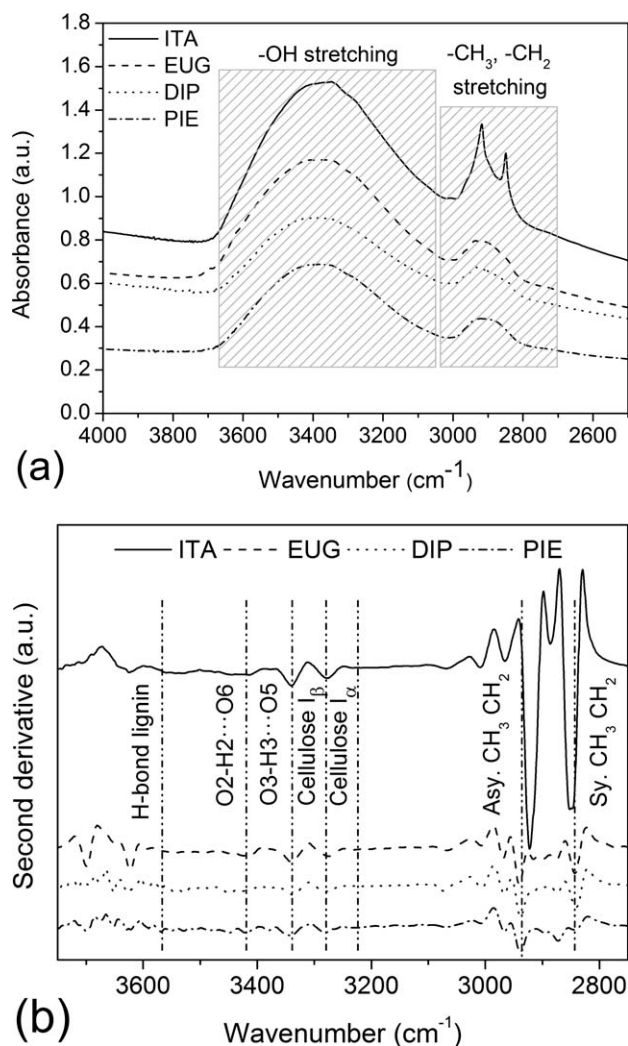 1.8
1.6
1.4
1.2
1.0
0.8
0.6
0.4
0.2
0.0
Absorbance (a.u.)
ITA
EUG
DIP
PIE
-OH stretching
-CH₃, -CH₂
stretching
4000 3800 3600 3400 3200 3000 2800 2600
Wavenumber (cm⁻¹)
(a)
ITA EUG DIP PIE
Second derivative (a.u.)
H-bond lignin
O2-H2···O6
O3-H3···O5
Cellulose I_β
Cellulose I_α
Asy. CH₃ CH₂
Sy. CH₃ CH₂
3600 3400 3200 3000 2800
Wavenumber (cm⁻¹)
(b)